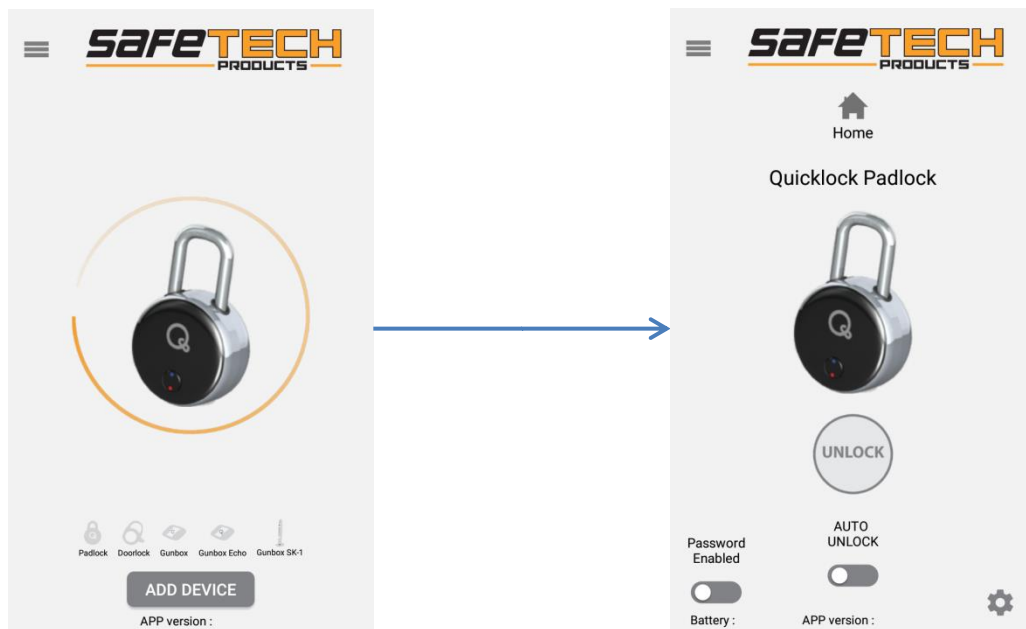 SAFETECH
PRODUCTS
Q
Padlock Doorlock Gunbox Gunbox Echo Gunbox SK-1
ADD DEVICE
APP version :
SAFETECH
PRODUCTS
Home
Quicklock Padlock
Q
UNLOCK
Password
Enabled
AUTO
UNLOCK
Battery :
APP version :